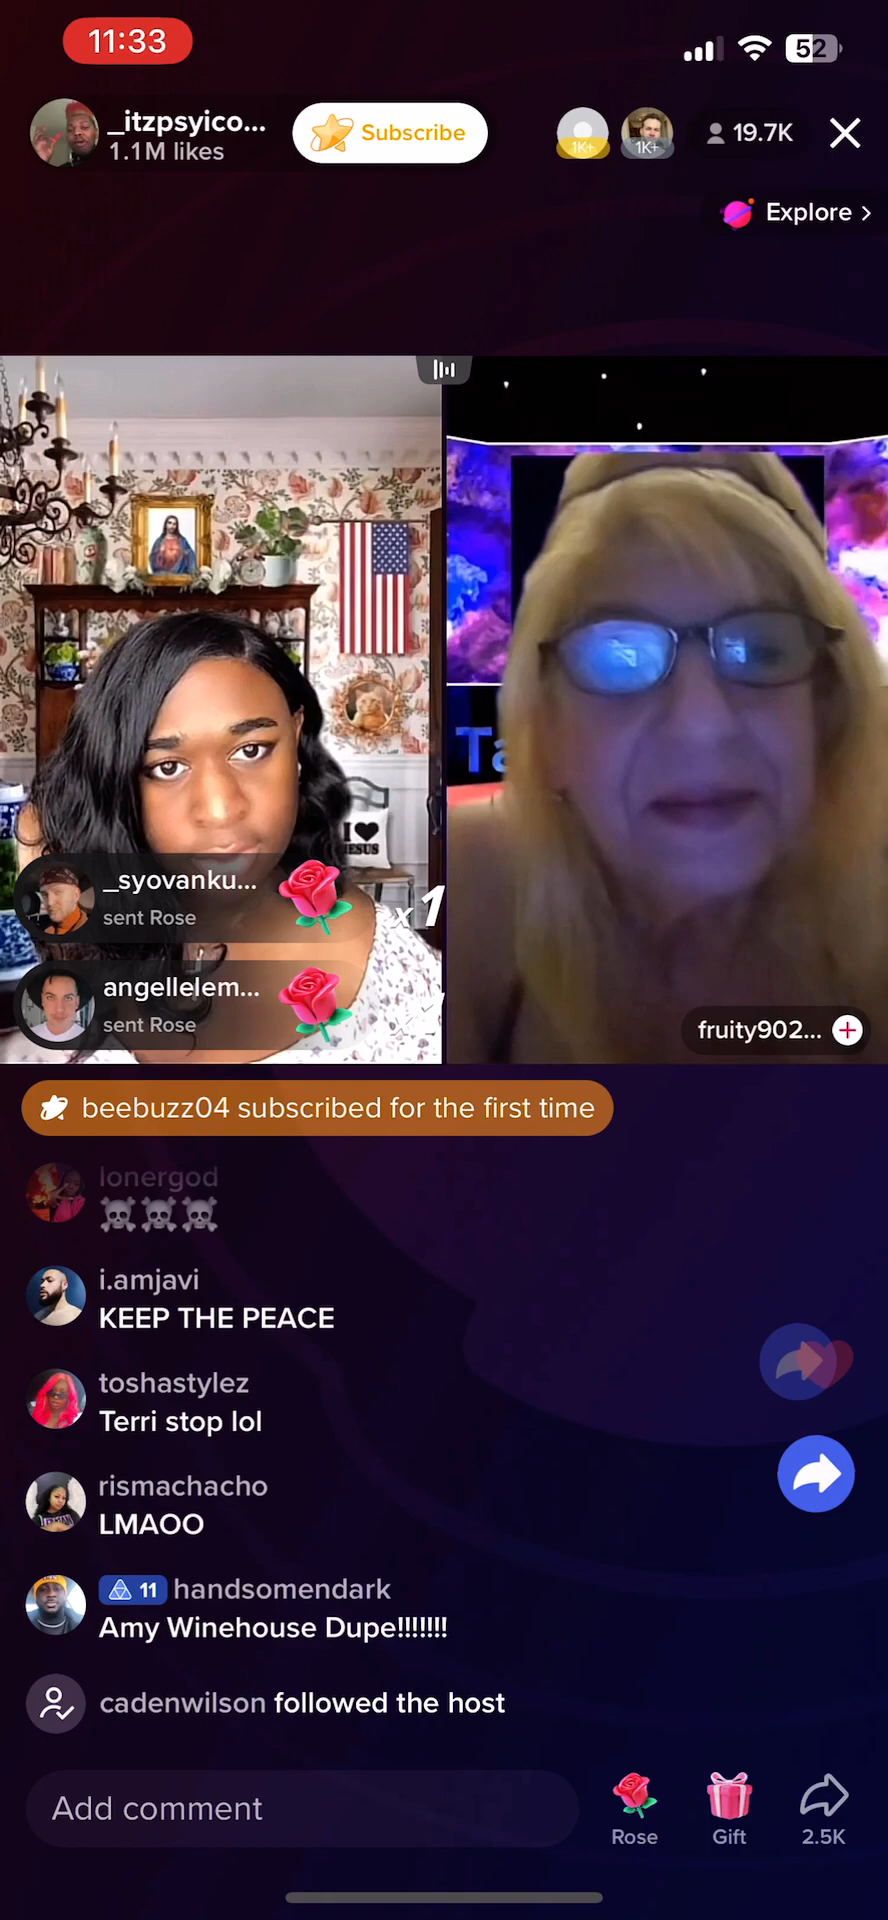 11:33
52
_itzpsyico...
1.1M likes
Subscribe
1K+
1K+
19.7K
Explore >
Ta
I ❤
JESUS
_syovanku...
sent Rose
x1
angellelem...
sent Rose
fruity902...
beebuzz04 subscribed for the first time
lonergod
☠️☠️☠️
i.amjavi
KEEP THE PEACE
toshastylez
Terri stop lol
rismachacho
LMAOO
11 handsomendark
Amy Winehouse Dupe!!!!!!!
cadenwilson followed the host
Add comment
Rose
Gift
2.5K